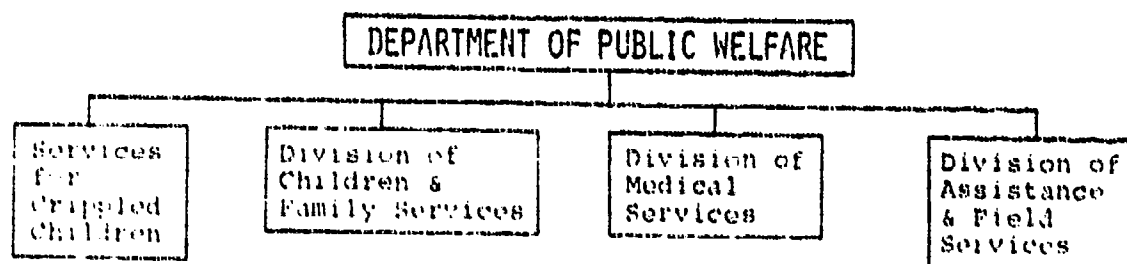 DEPARTMENT OF PUBLIC WELFARE
Services
for
Crippled
Children
Division of
Children &
Family Services
Division of
Medical
Services
Division of
Assistance
& Field
Services